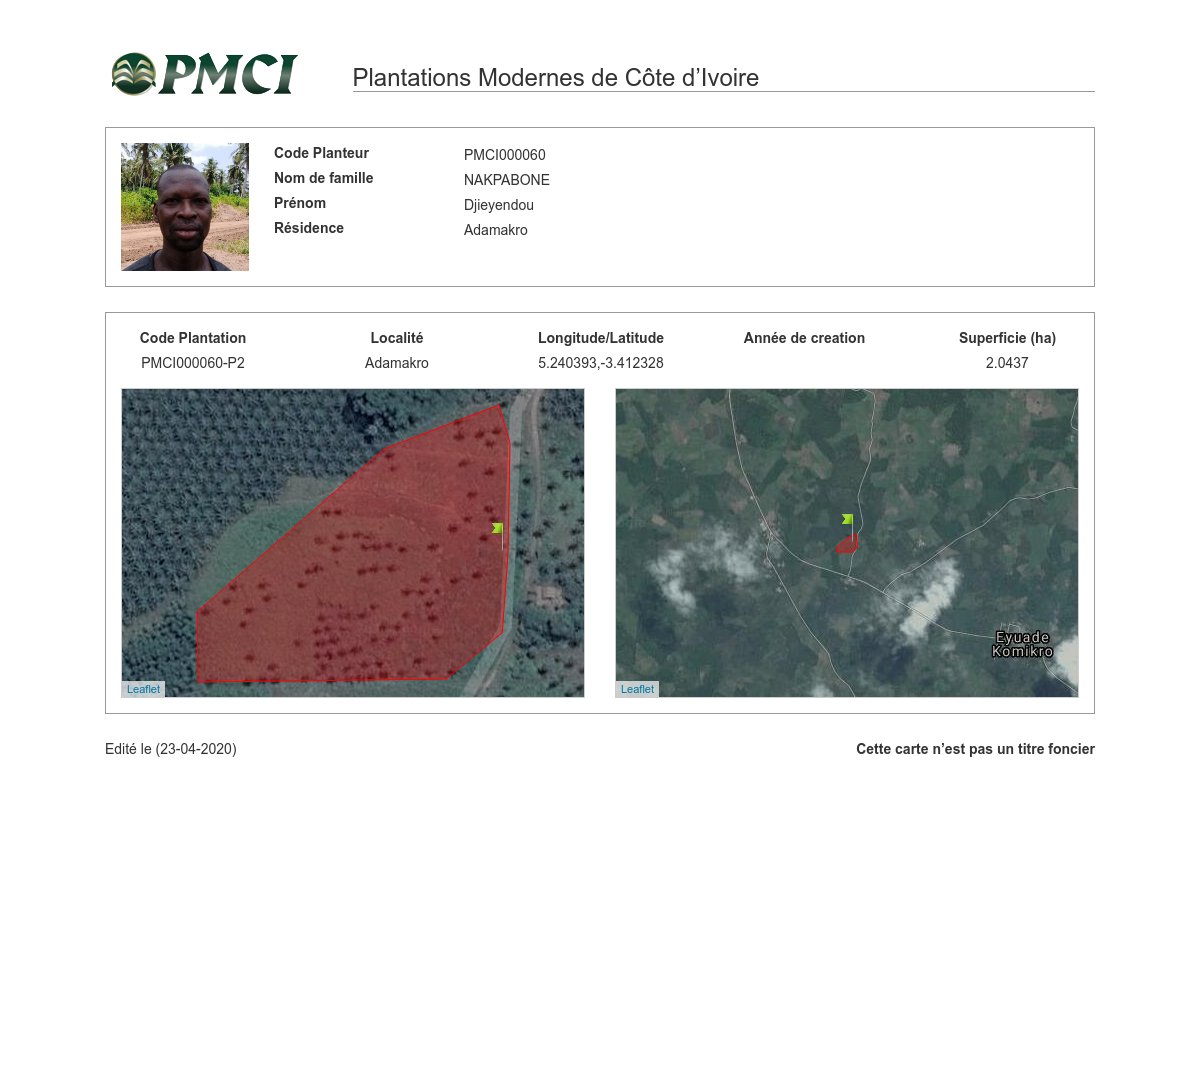 PMCI
Plantations Modernes de Côte d’Ivoire
Code Planteur PMCI000060
Nom de famille NAKPABONE
Prénom Djieyendou
Résidence Adamakro
Code Plantation Localité Longitude/Latitude Année de creation Superficie (ha)
PMCI000060-P2 Adamakro 5.240393,-3.412328 2.0437
Eyuade
Komikro
Leaflet Leaflet
Edité le (23-04-2020) Cette carte n’est pas un titre foncier